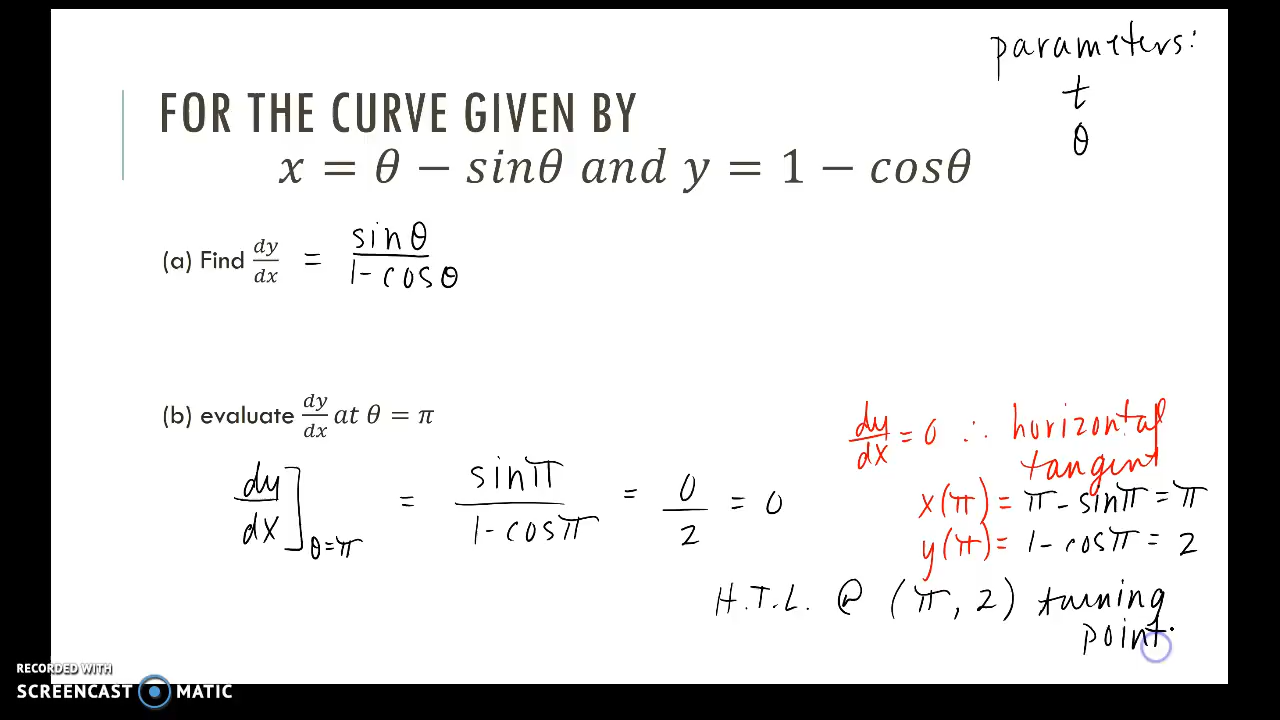 parameters:
t
θ
FOR THE CURVE GIVEN BY
x = θ − sinθ and y = 1 − cosθ
(a) Find dy/dx = sinθ / 1-cosθ
(b) evaluate dy/dx at θ = π
dy/dx]θ=π = sinπ / 1-cosπ = 0/2 = 0
dy/dx = 0 ∴ horizontal
tangent
x(π) = π - sinπ = π
y(π) = 1 - cosπ = 2
H.T.L. @ (π, 2) turning
point.
RECORDED WITH
SCREENCAST MATIC